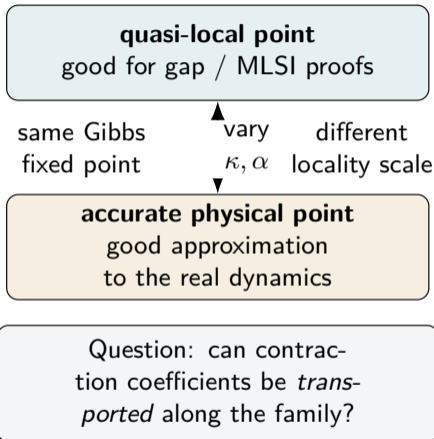 quasi-local point
good for gap / MLSI proofs
same Gibbs vary different
fixed point κ, α locality scale
accurate physical point
good approximation
to the real dynamics
Question: can contrac-
tion coefficients be trans-
ported along the family?